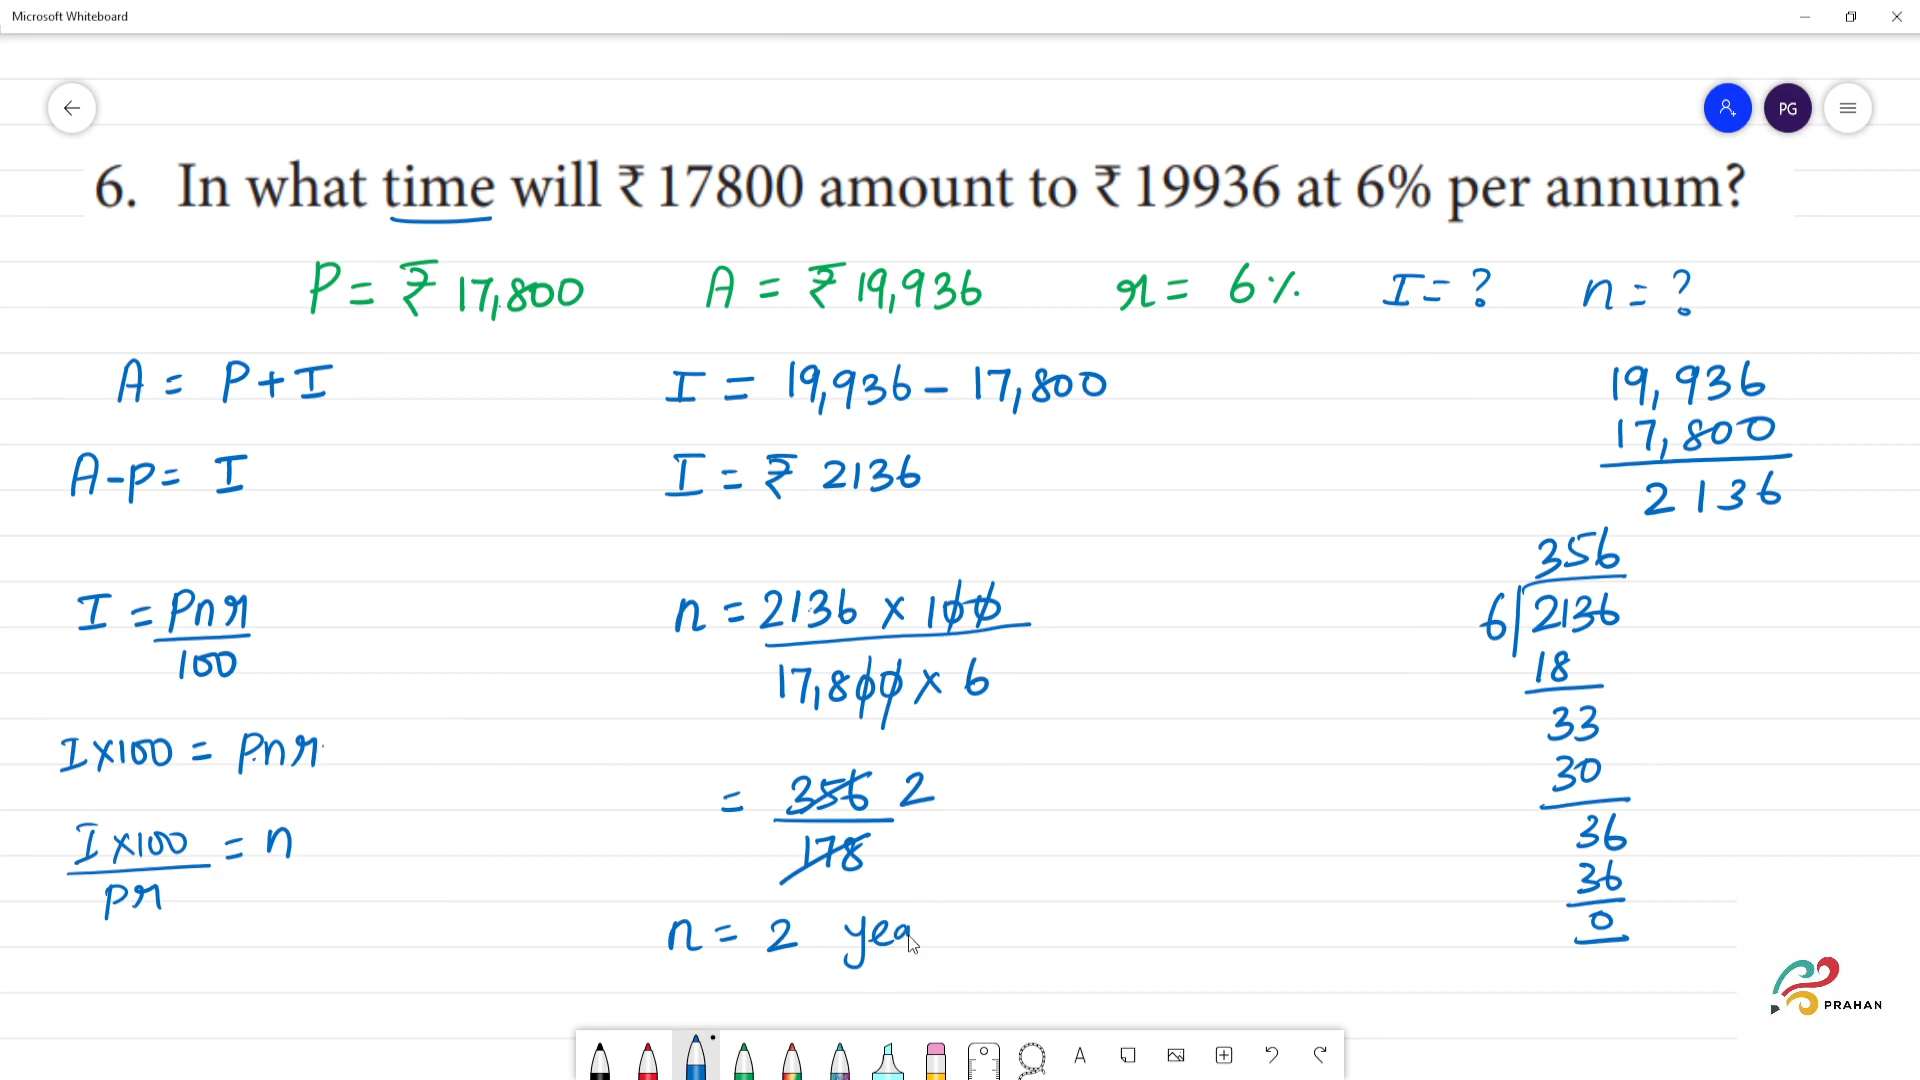 Microsoft Whiteboard
PG
6. In what time will ₹ 17800 amount to ₹ 19936 at 6% per annum?
P = ₹ 17,800 A = ₹ 19,936 r = 6% I = ? n = ?
A = P + I
A - p = I
I = 19,936 - 17,800
I = ₹ 2136
19,936
17,800
2136
I = Pnr
100
I x 100 = Pnr
I x 100 = n
pr
n = 2136 x 100
17,800 x 6
= 356 2
178
n = 2 yea
356
6 2136
18
33
30
36
36
0
PRAHAN
A